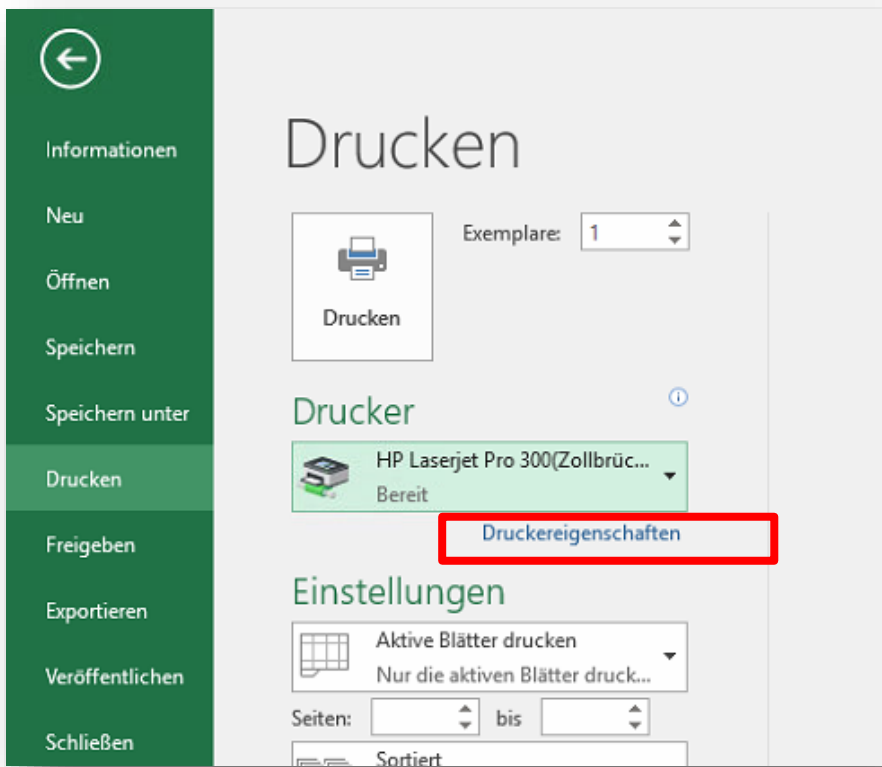 Informationen
Neu
Öffnen
Speichern
Speichern unter
Drucken
Freigeben
Exportieren
Veröffentlichen
Schließen
Drucken
Exemplare: 1
Drucken
Drucker
HP Laserjet Pro 300(Zollbrüc...
Bereit
Druckereigenschaften
Einstellungen
Aktive Blätter drucken
Nur die aktiven Blätter druck...
Seiten: bis
Sortiert